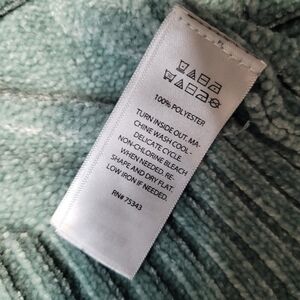 100% POLYESTER
TURN INSIDE OUT. MA-
CHINE WASH COOL -
DELICATE CYCLE.
NON-CHLORINE BLEACH
WHEN NEEDED. RE-
SHAPE AND DRY FLAT.
LOW IRON IF NEEDED.
RN# 75343